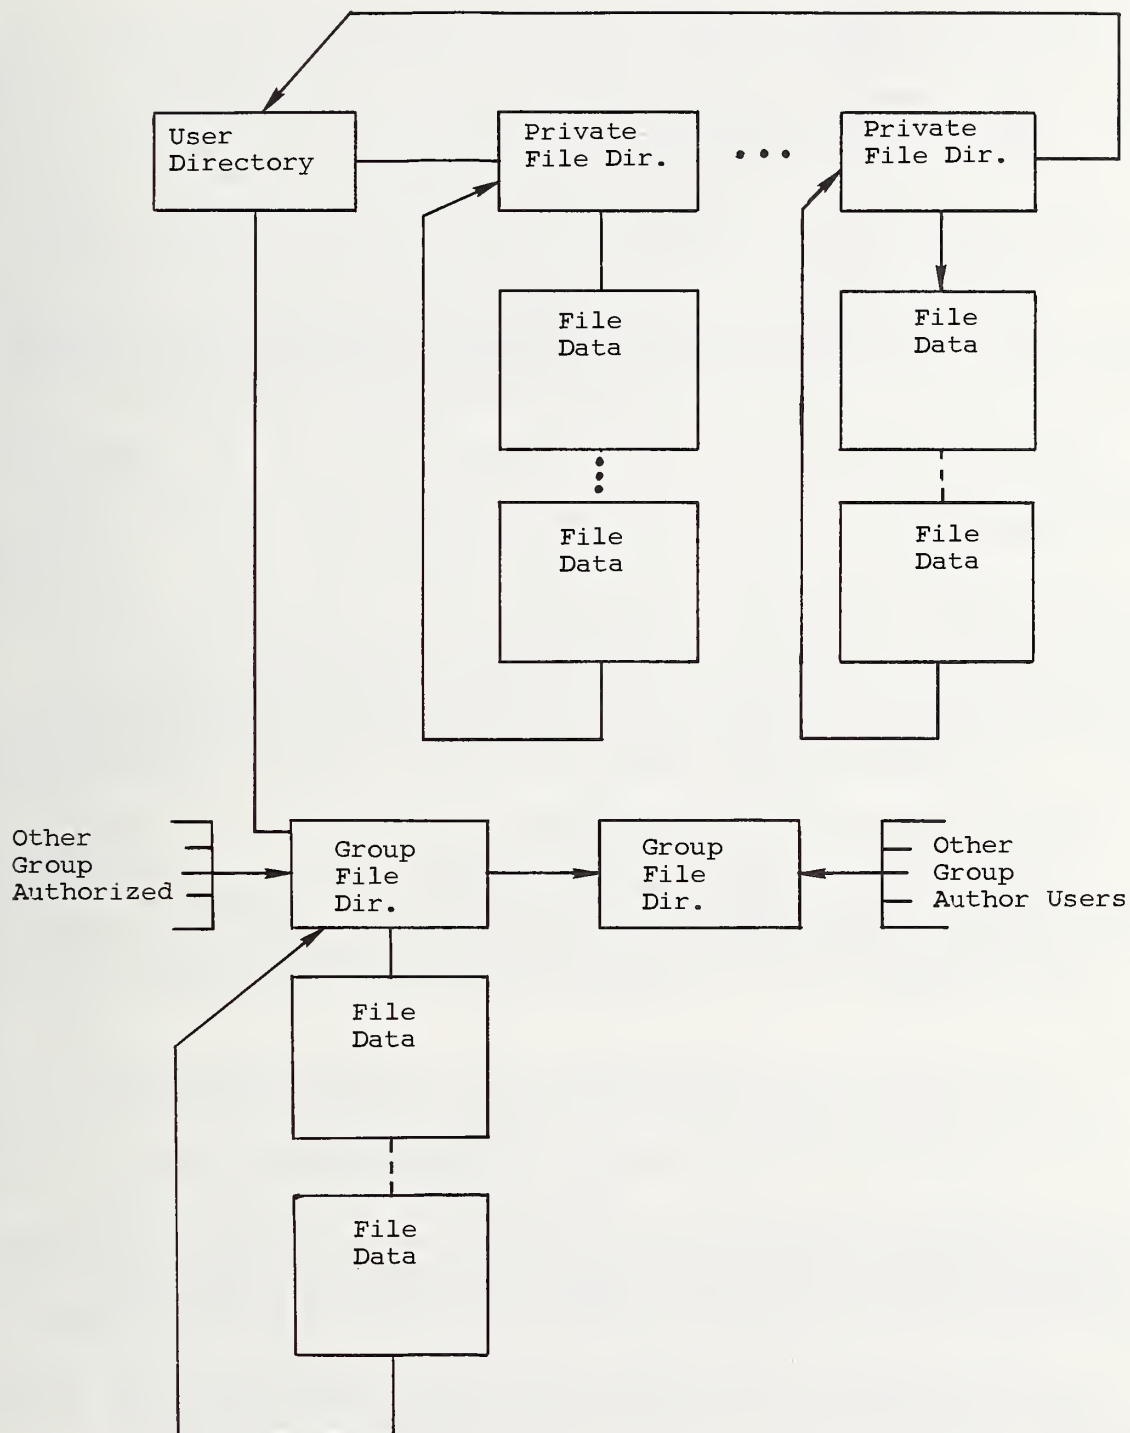 User
Directory
Private
File Dir.
Private
File Dir.
File
Data
File
Data
File
Data
File
Data
Other
Group
Authorized
Group
File
Dir.
Group
File
Dir.
Other
Group
Author Users
File
Data
File
Data